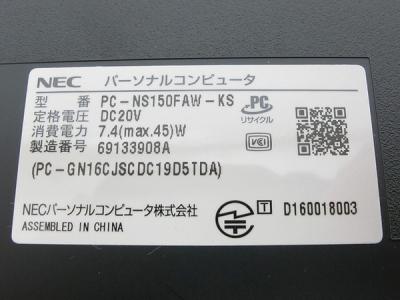 NEC パーソナルコンピュータ
型番 PC-NS150FAW-KS
PC
リサイクル
定格電圧 DC20V
消費電力 7.4(max.45)W
VCCI
製造番号 69133908A
(PC-GN16CJSCDC19D5TDA)
NECパーソナルコンピュータ株式会社
ASSEMBLED IN CHINA
T D160018003